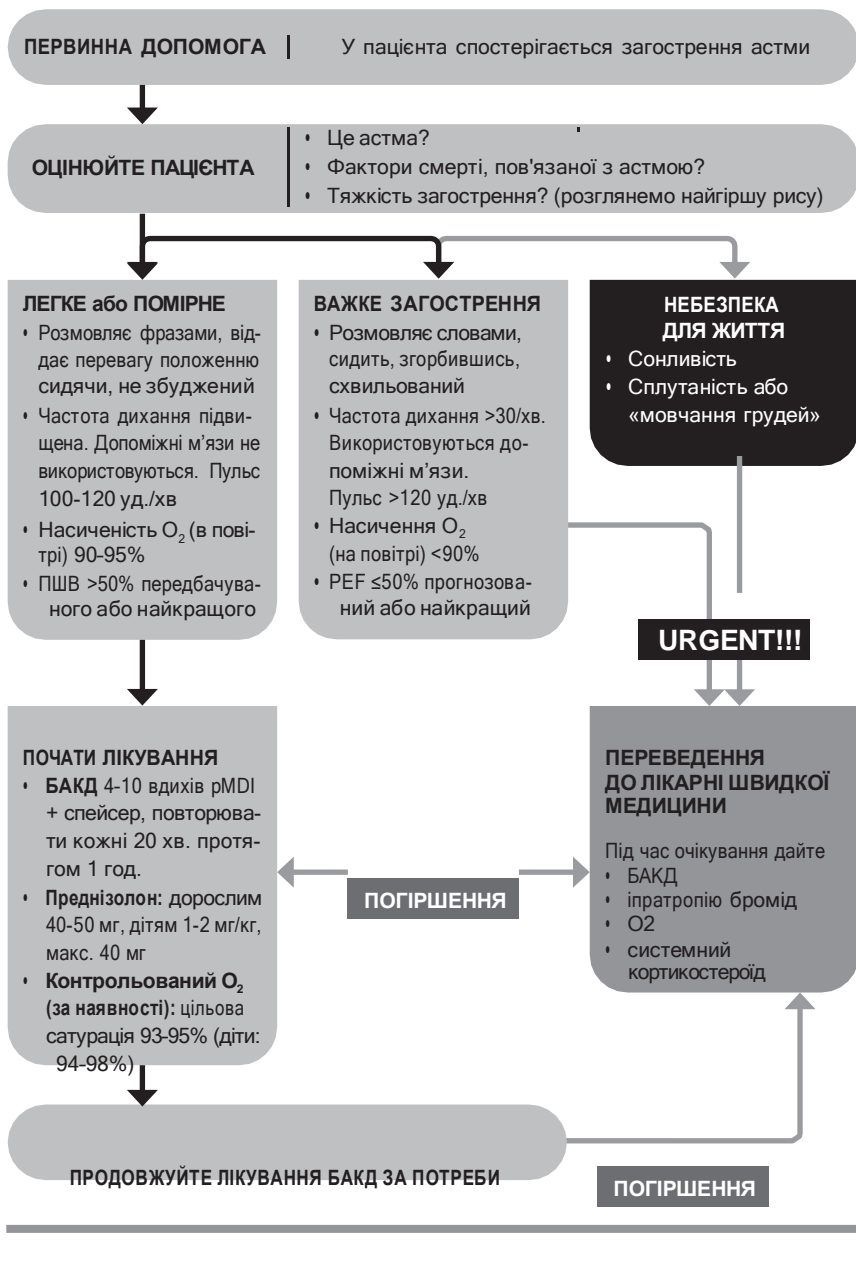 ПЕРВИННА ДОПОМОГА | У пацієнта спостерігається загострення астми
ОЦІНЮЙТЕ ПАЦІЄНТА
• Це астма?
• Фактори смерті, пов'язаної з астмою?
• Тяжкість загострення? (розглянемо найгіршу рису)
ЛЕГКЕ або ПОМІРНЕ
• Розмовляє фразами, від-
дає перевагу положенню
сидячи, не збуджений
• Частота дихання підви-
щена. Допоміжні м’язи не
використовуються. Пульс
100-120 уд./хв
• Насиченість O2 (в пові-
трі) 90-95%
• ПШВ >50% передбачува-
ного або найкращого
ВАЖКЕ ЗАГОСТРЕННЯ
• Розмовляє словами,
сидить, згорбившись,
схвильований
• Частота дихання >30/хв.
Використовуються до-
поміжні м’язи.
Пульс >120 уд./хв
• Насичення O2
(на повітрі) <90%
• PEF ≤50% прогнозова-
ний або найкращий
НЕБЕЗПЕКА
ДЛЯ ЖИТТЯ
• Сонливість
• Сплутаність або
«мовчання грудей»
URGENT!!!
ПОЧАТИ ЛІКУВАННЯ
• БАКД 4-10 вдихів pMDI
+ спейсер, повторюва-
ти кожні 20 хв. протя-
гом 1 год.
• Преднізолон: дорослим
40-50 мг, дітям 1-2 мг/кг,
макс. 40 мг
• Контрольований O2
(за наявності): цільова
сатурація 93-95% (діти:
94-98%)
ПОГІРШЕННЯ
ПЕРЕВЕДЕННЯ
ДО ЛІКАРНІ ШВИДКОЇ
МЕДИЦИНИ
Під час очікування дайте
• БАКД
• іпратропію бромід
• О2
• системний
кортикостероїд
ПРОДОВЖУЙТЕ ЛІКУВАННЯ БАКД ЗА ПОТРЕБИ
ПОГІРШЕННЯ